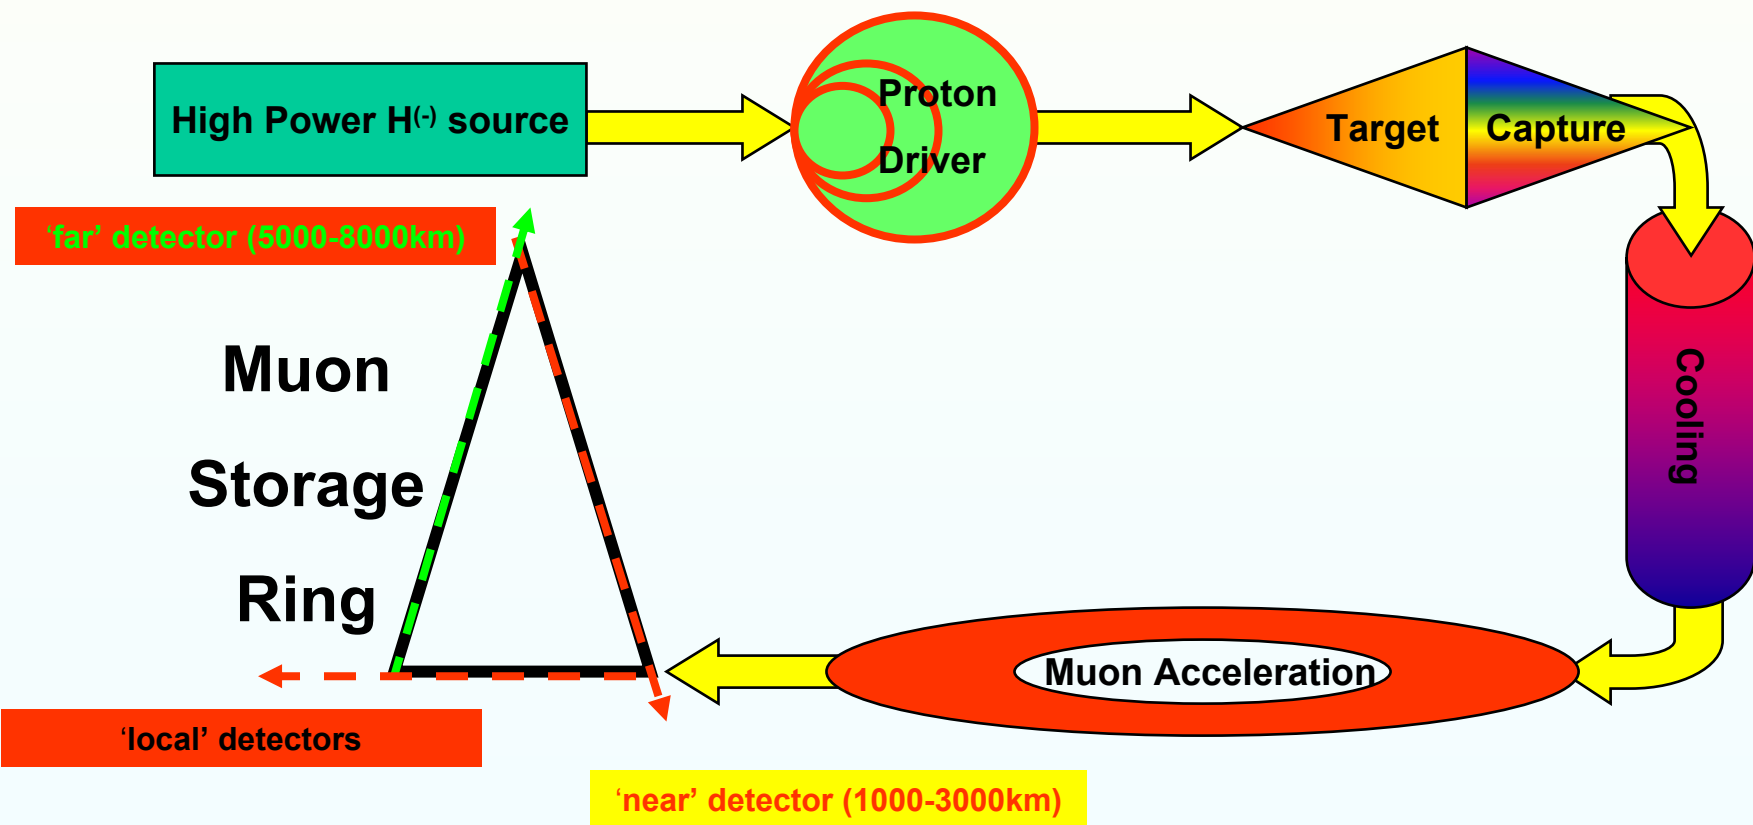 High Power H(-) source
Proton
Driver
Target
Capture
‘far’ detector (5000-8000km)
Muon
Storage
Ring
Cooling
Muon Acceleration
‘local’ detectors
‘near’ detector (1000-3000km)